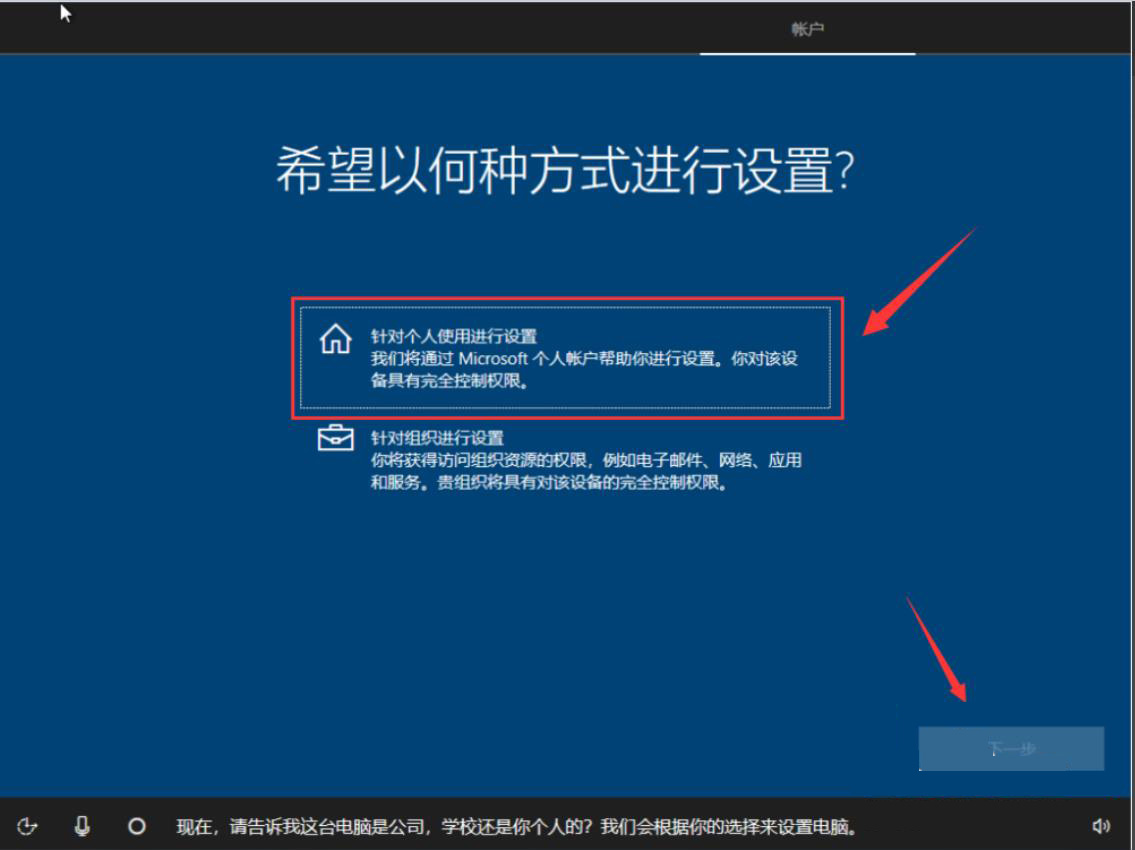 帐户
希望以何种方式进行设置?
针对个人使用进行设置
我们将通过 Microsoft 个人帐户帮助你进行设置。你对该设
备具有完全控制权限。
针对组织进行设置
你将获得访问组织资源的权限，例如电子邮件、网络、应用
和服务。贵组织将具有对该设备的完全控制权限。
下一步
现在，请告诉我这台电脑是公司，学校还是你个人的？我们会根据你的选择来设置电脑。